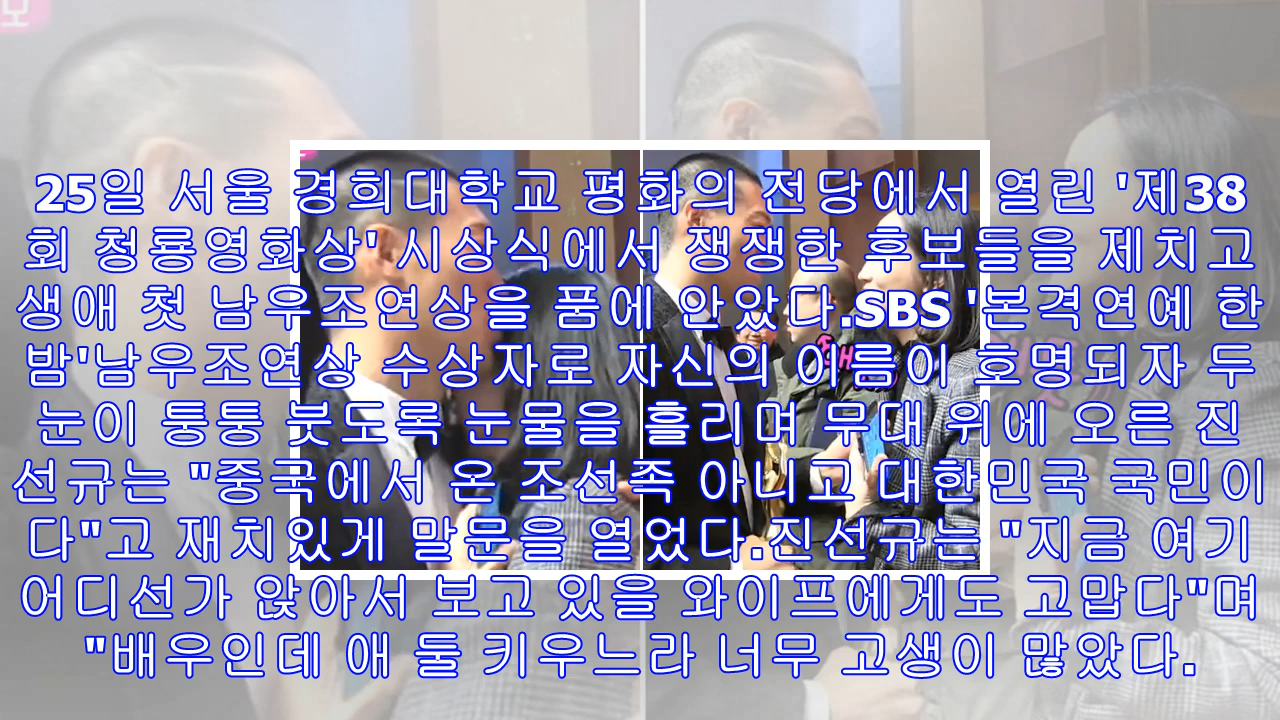 보
25일 서울 경희대학교 평화의 전당에서 열린 '제38
회 청룡영화상' 시상식에서 쟁쟁한 후보들을 제치고
생애 첫 남우조연상을 품에 안았다.SBS '본격연예 한
밤'남우조연상 수상자로 자신의 이름이 호명되자 두
눈이 퉁퉁 붓도록 눈물을 흘리며 무대 위에 오른 진
선규는 "중국에서 온 조선족 아니고 대한민국 국민이
다"고 재치있게 말문을 열었다.진선규는 "지금 여기
어디선가 앉아서 보고 있을 와이프에게도 고맙다"며
"배우인데 애 둘 키우느라 너무 고생이 많았다.